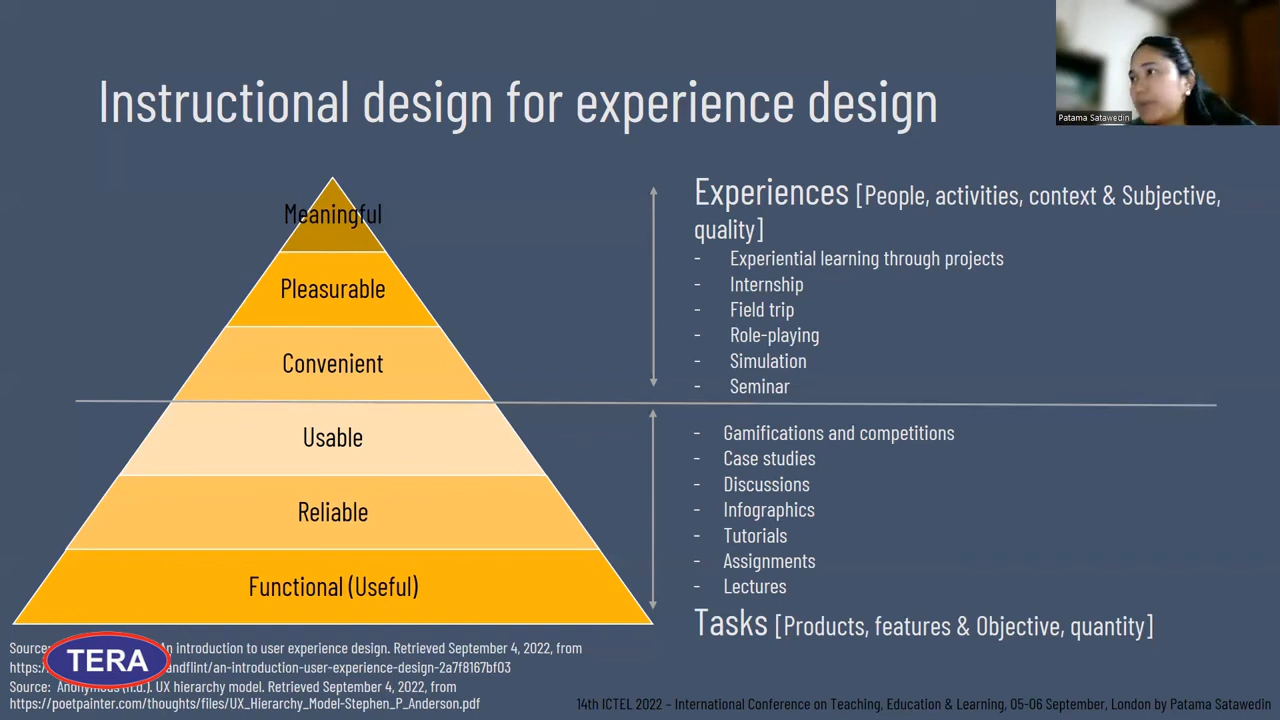 Patama Satawedin
Instructional design for experience design
Meaningful
Pleasurable
Convenient
Usable
Reliable
Functional (Useful)
Experiences [People, activities, context & Subjective,
quality]
- Experiential learning through projects
- Internship
- Field trip
- Role-playing
- Simulation
- Seminar
- Gamifications and competitions
- Case studies
- Discussions
- Infographics
- Tutorials
- Assignments
- Lectures
Tasks [Products, features & Objective, quantity]
Source: An introduction to user experience design. Retrieved September 4, 2022, from
andflint/an-introduction-user-experience-design-2a7f8167bf03
Source: Anonymous (n.d.). UX hierarchy model. Retrieved September 4, 2022, from
https://poetpainter.com/thoughts/files/UX_Hierarchy_Model-Stephen_P_Anderson.pdf
TERA
14th ICTEL 2022 – International Conference on Teaching, Education & Learning, 05-06 September, London by Patama Satawedin